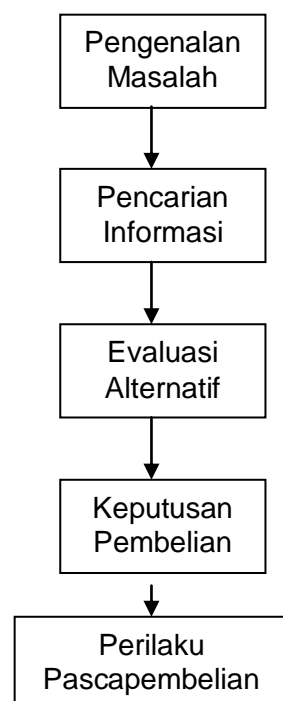 Pengenalan
Masalah
Pencarian
Informasi
Evaluasi
Alternatif
Keputusan
Pembelian
Perilaku
Pascapembelian